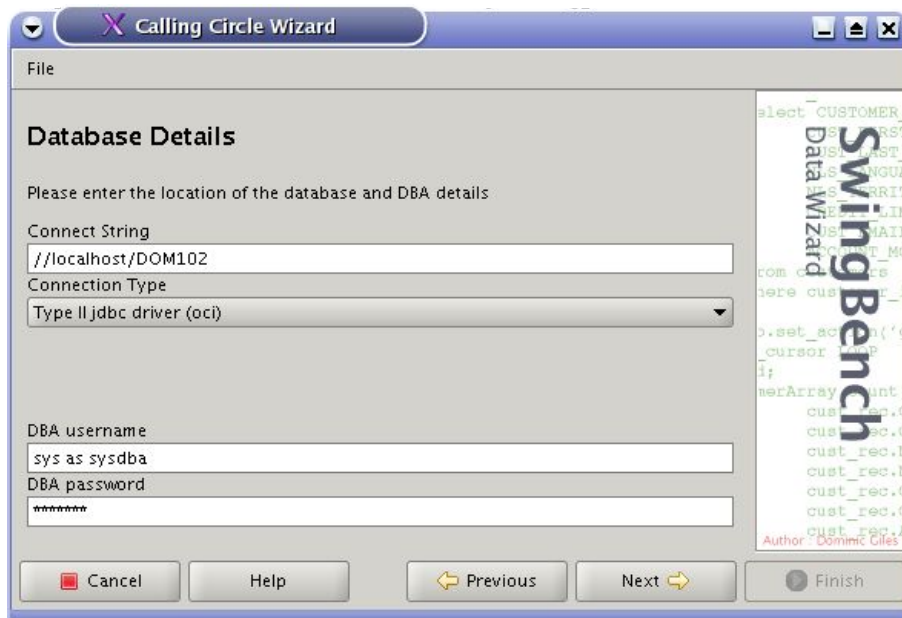 Calling Circle Wizard
File
Database Details
Please enter the location of the database and DBA details
Connect String
//localhost/DOM102
Connection Type
Type II jdbc driver (oci)
DBA username
sys as sysdba
DBA password
*******
Cancel
Help
Previous
Next
Finish
SwingBench
Data Wizard
Author : Dominic Giles